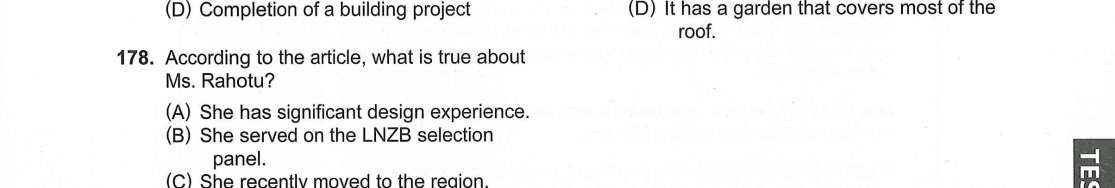 (D) Completion of a building project
178. According to the article, what is true about
Ms. Rahotu?
(A) She has significant design experience.
(B) She served on the LNZB selection
panel.
(C) She recently moved to the region.
(D) It has a garden that covers most of the
roof.
TES